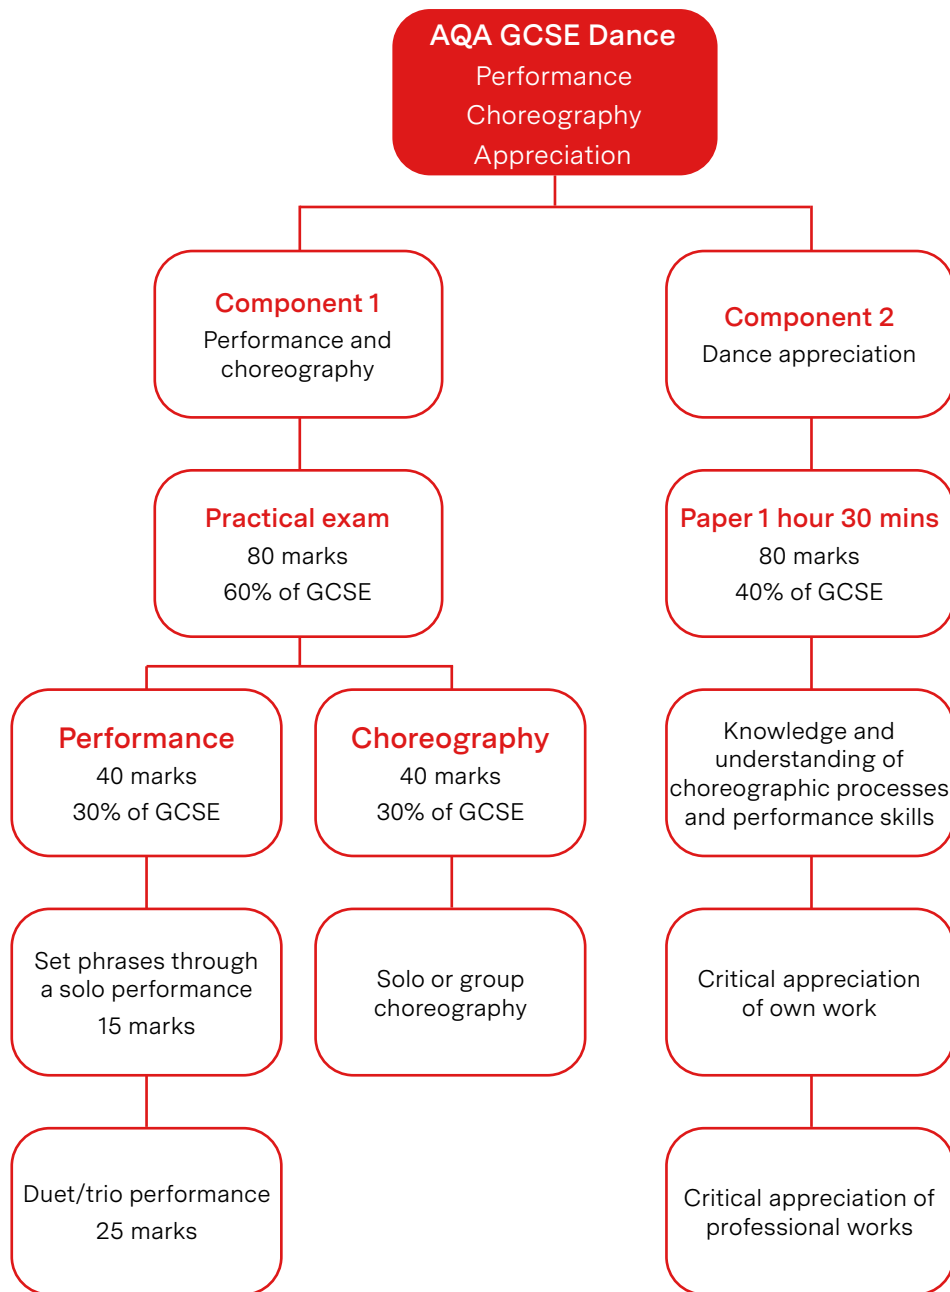 AQA GCSE Dance
Performance
Choreography
Appreciation
Component 1
Performance and
choreography
Component 2
Dance appreciation
Practical exam
80 marks
60% of GCSE
Paper 1 hour 30 mins
80 marks
40% of GCSE
Performance
40 marks
30% of GCSE
Choreography
40 marks
30% of GCSE
Knowledge and
understanding of
choreographic processes
and performance skills
Set phrases through
a solo performance
15 marks
Solo or group
choreography
Critical appreciation
of own work
Duet/trio performance
25 marks
Critical appreciation of
professional works